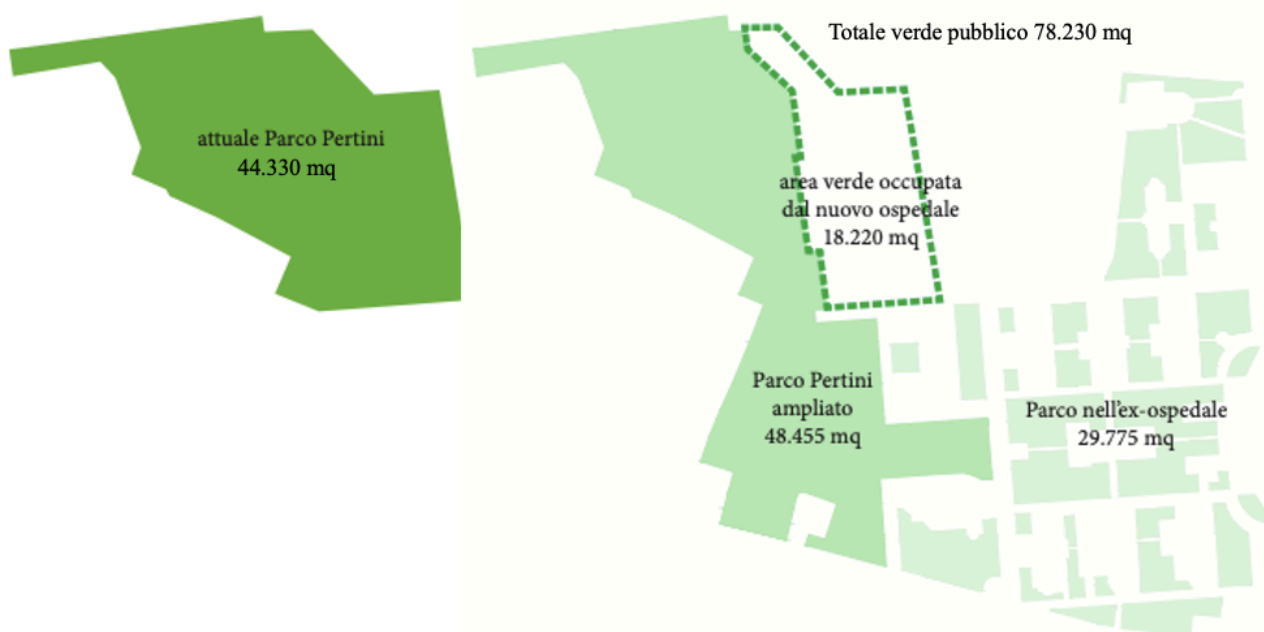 Totale verde pubblico 78.230 mq
attuale Parco Pertini
44.330 mq
area verde occupata
dal nuovo ospedale
18.220 mq
Parco Pertini
ampliato
48.455 mq
Parco nell'ex-ospedale
29.775 mq